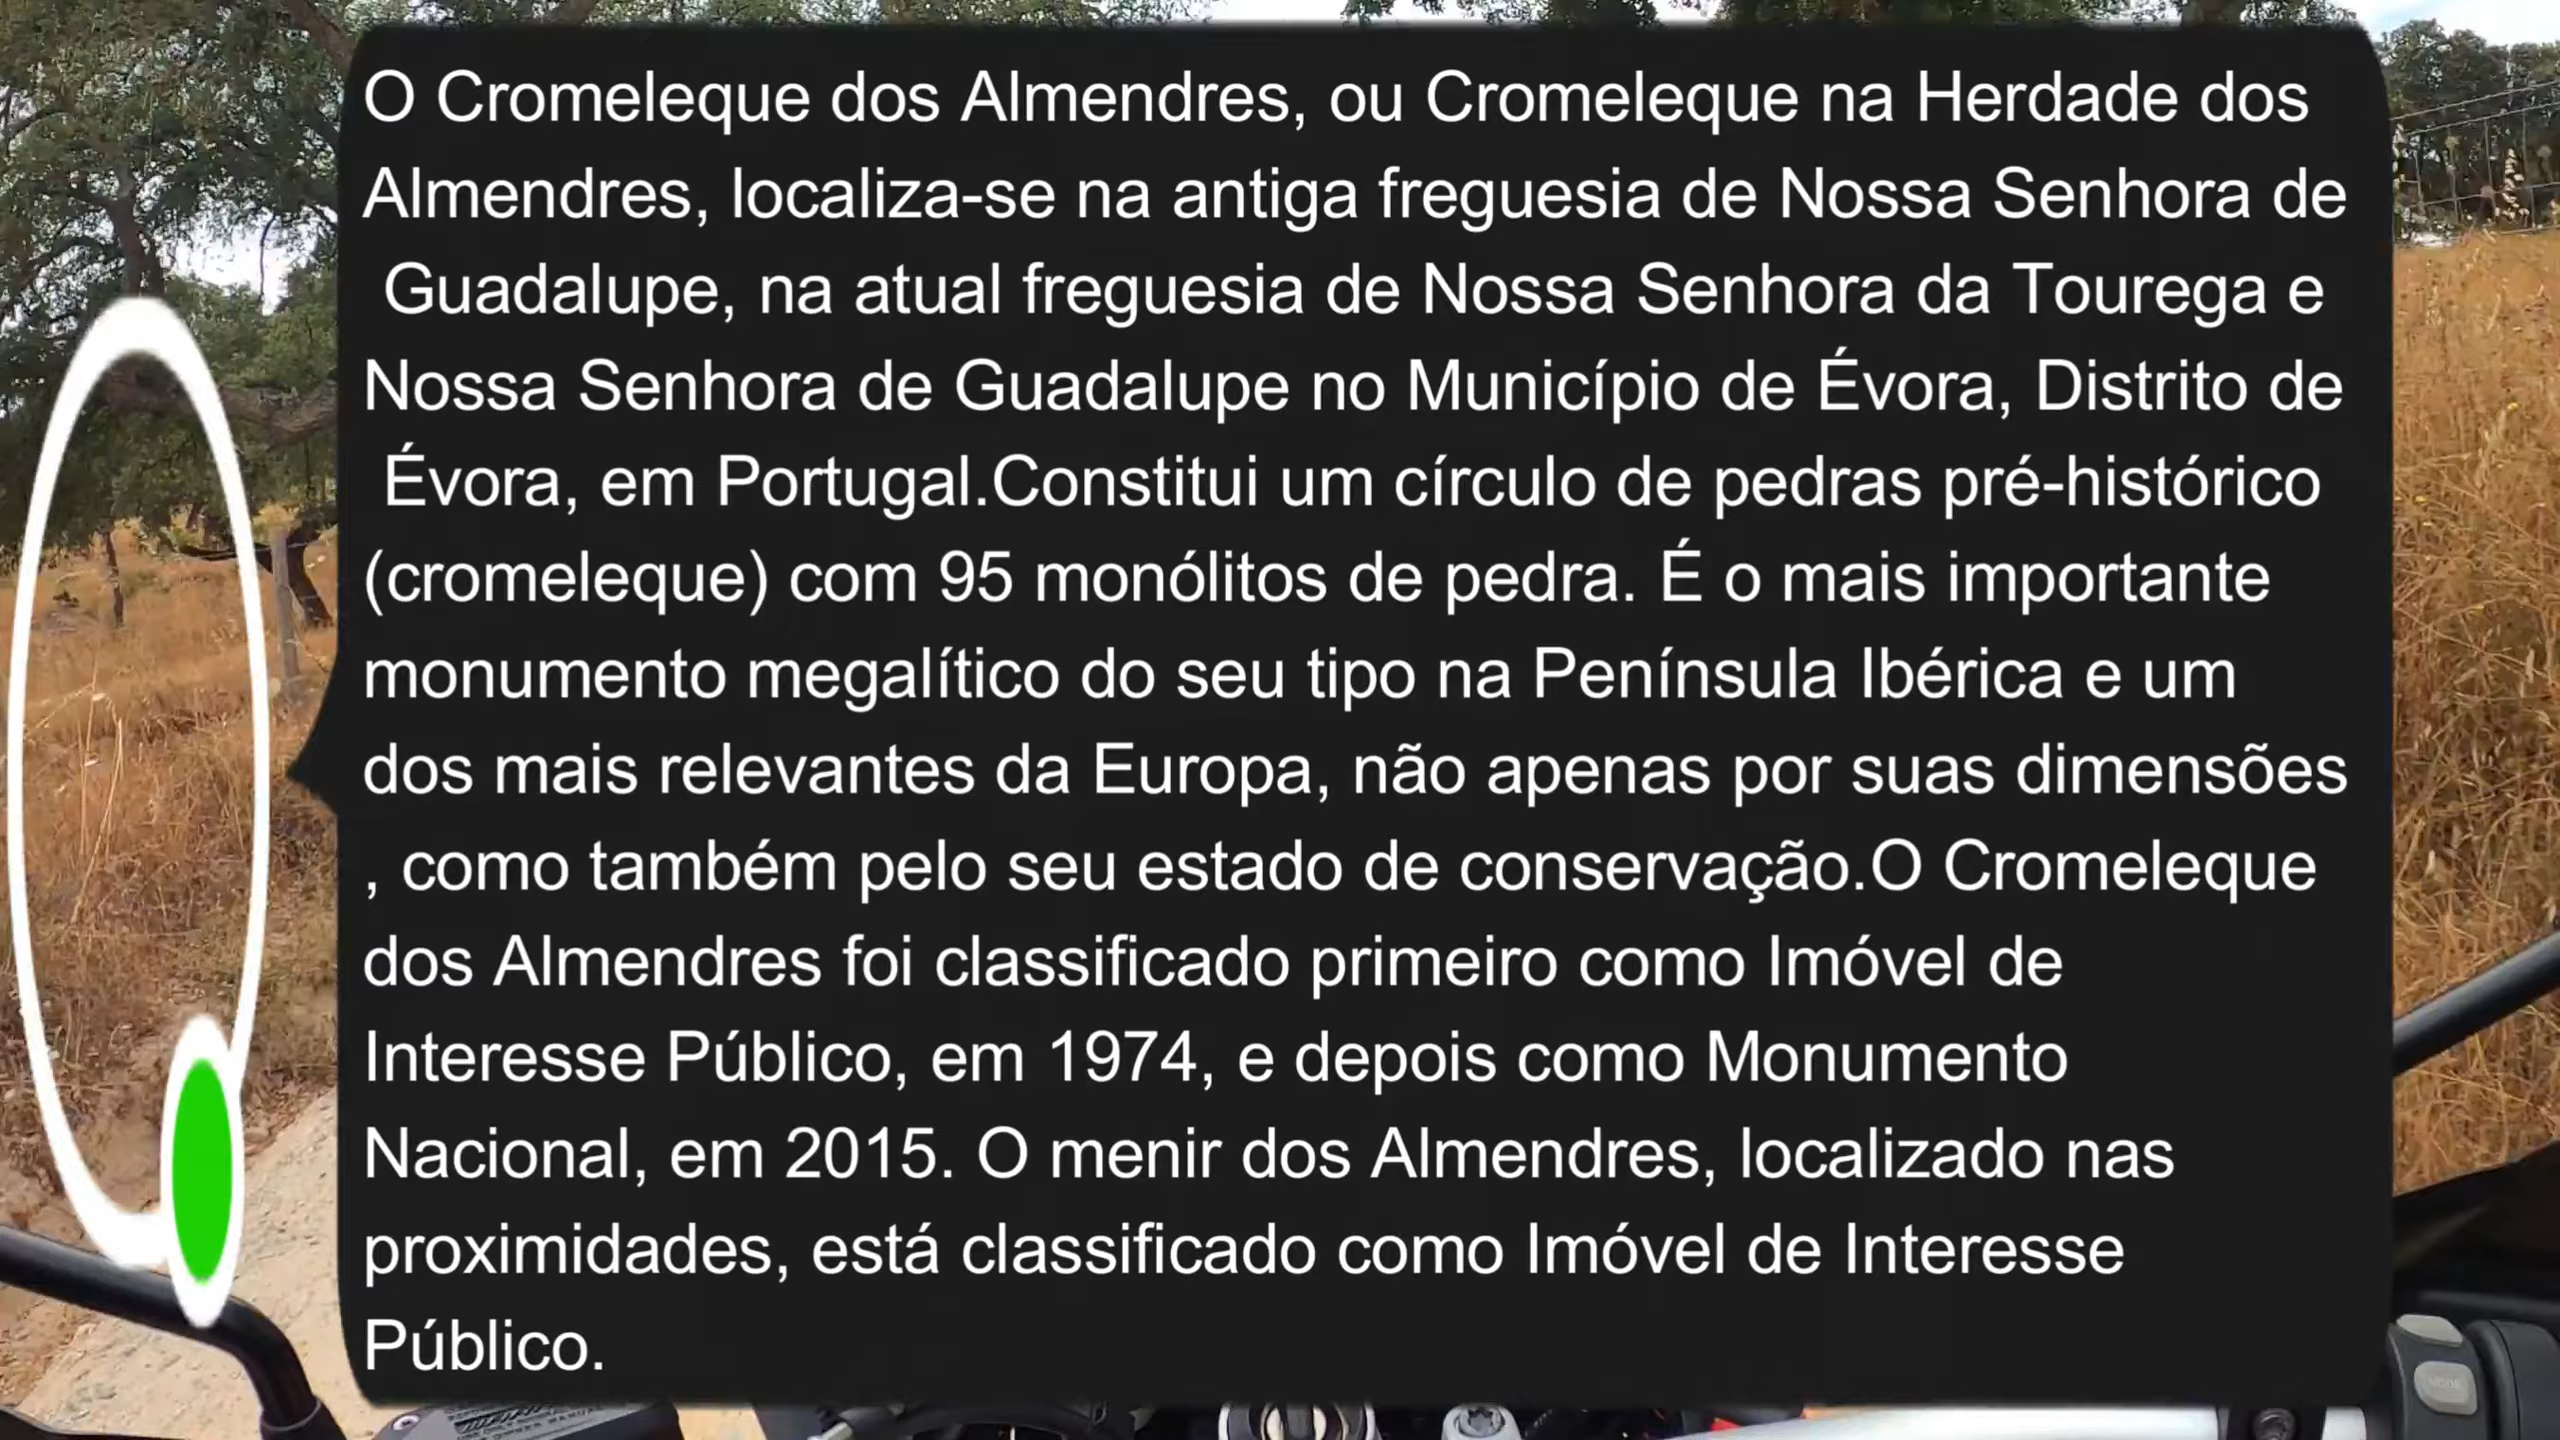 O Cromeleque dos Almendres, ou Cromeleque na Herdade dos
Almendres, localiza-se na antiga freguesia de Nossa Senhora de
Guadalupe, na atual freguesia de Nossa Senhora da Tourega e
Nossa Senhora de Guadalupe no Município de Évora, Distrito de
Évora, em Portugal.Constitui um círculo de pedras pré-histórico
(cromeleque) com 95 monólitos de pedra. É o mais importante
monumento megalítico do seu tipo na Península Ibérica e um
dos mais relevantes da Europa, não apenas por suas dimensões
, como também pelo seu estado de conservação.O Cromeleque
dos Almendres foi classificado primeiro como Imóvel de
Interesse Público, em 1974, e depois como Monumento
Nacional, em 2015. O menir dos Almendres, localizado nas
proximidades, está classificado como Imóvel de Interesse
Público.